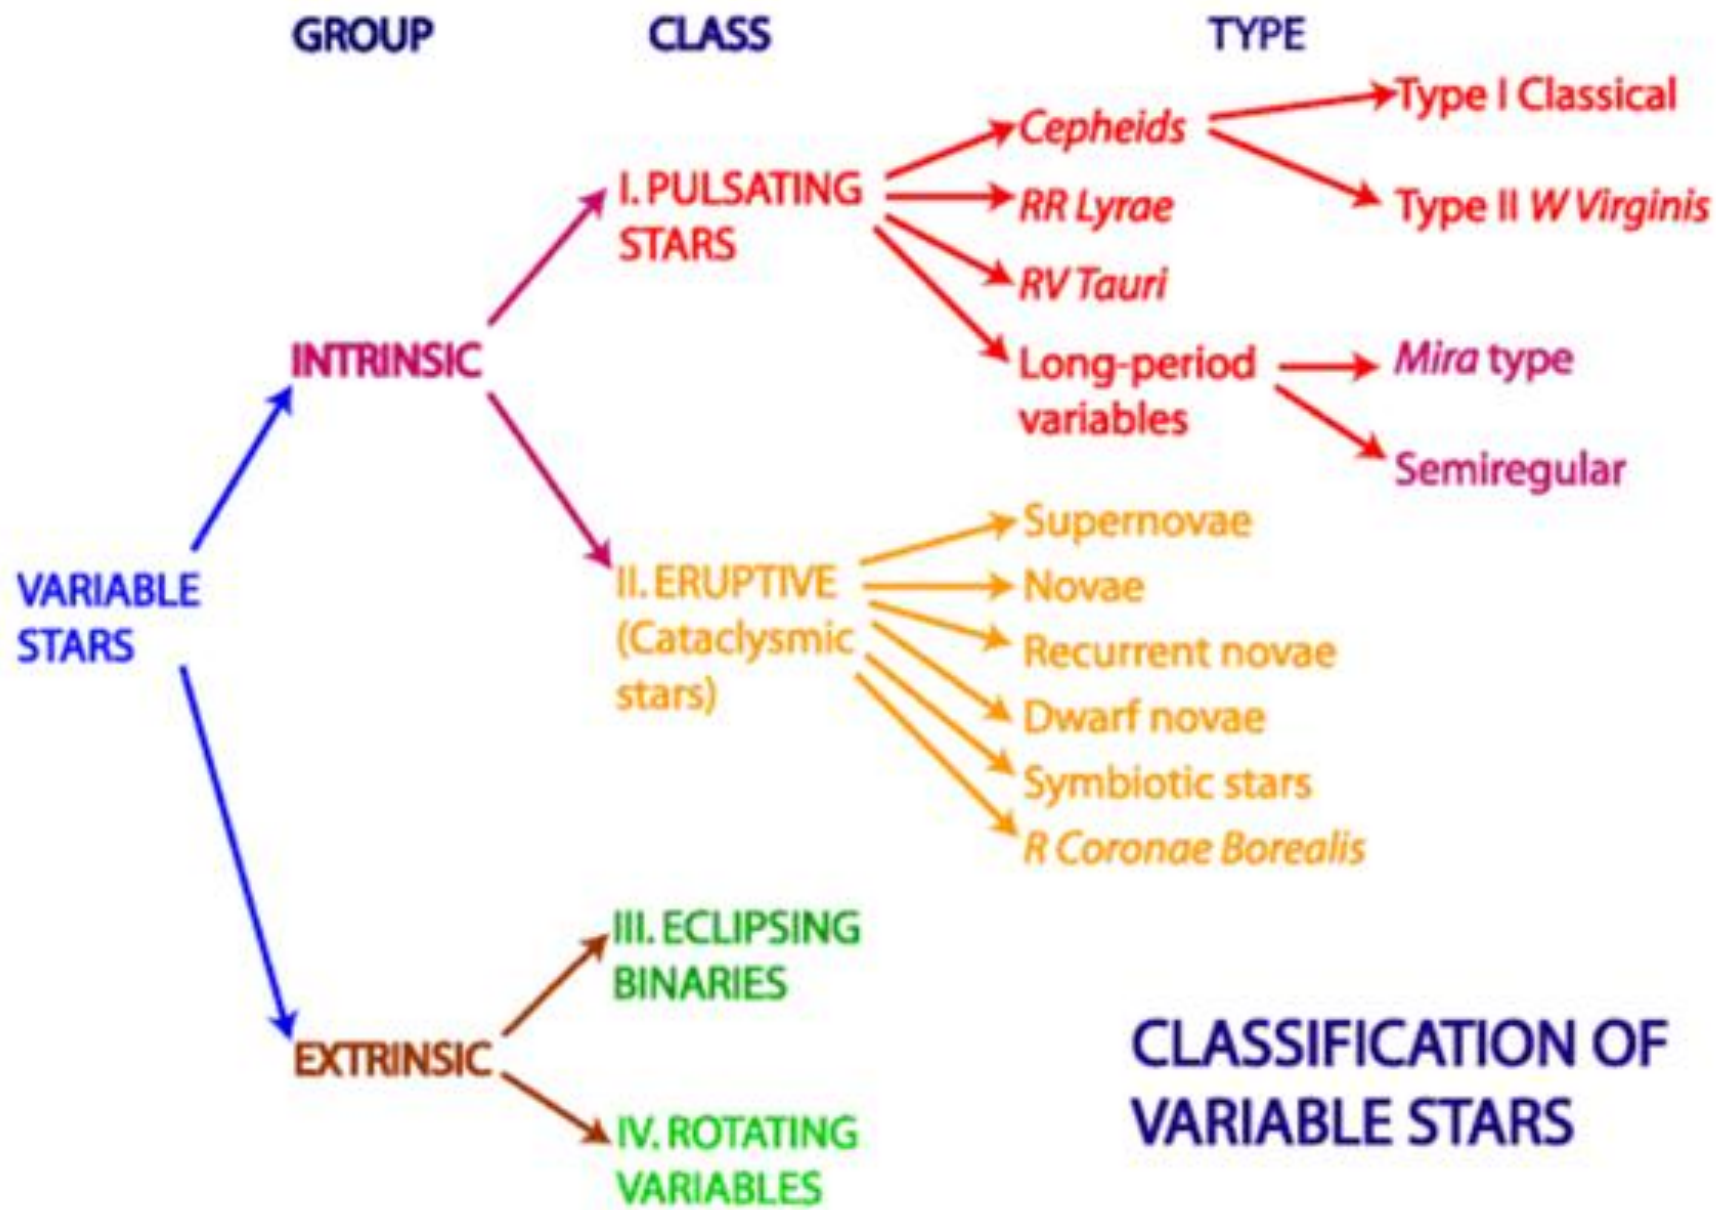 GROUP CLASS TYPE
Type I Classical
Cepheids
I. PULSATING
STARS
RR Lyrae
Type II W Virginis
RV Tauri
INTRINSIC
Long-period
variables
Mira type
Semiregular
Supernovae
VARIABLE
STARS
II. ERUPTIVE
(Cataclysmic
stars)
Novae
Recurrent novae
Dwarf novae
Symbiotic stars
R Coronae Borealis
III. ECLIPSING
BINARIES
EXTRINSIC
IV. ROTATING
VARIABLES
CLASSIFICATION OF
VARIABLE STARS